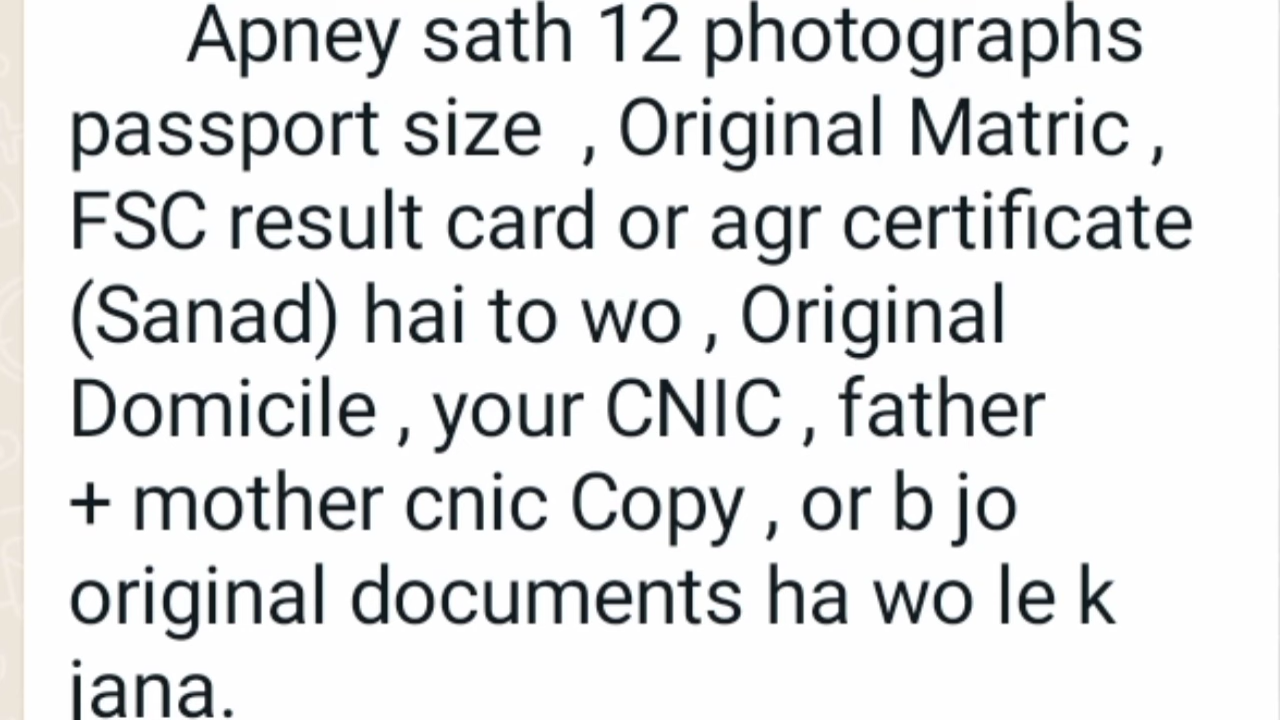 Apney sath 12 photographs
passport size , Original Matric ,
FSC result card or agr certificate
(Sanad) hai to wo , Original
Domicile , your CNIC , father
+ mother cnic Copy , or b jo
original documents ha wo le k
jana.